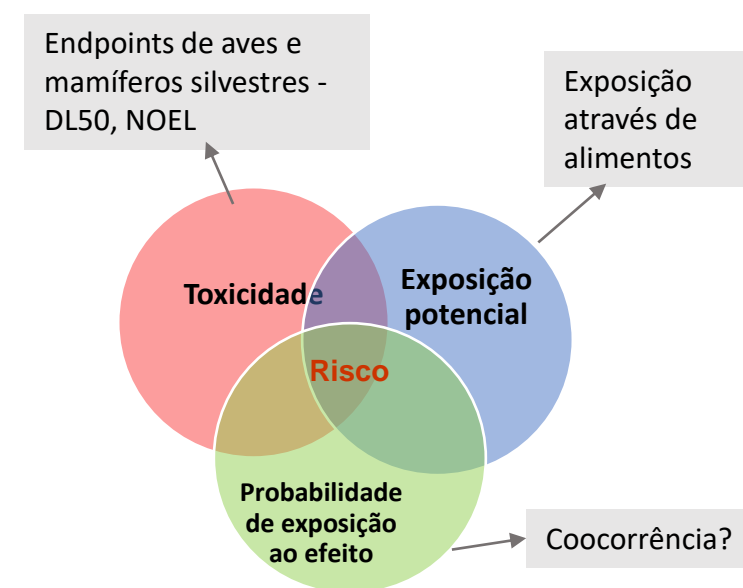 Endpoints de aves e
mamíferos silvestres -
DL50, NOEL
Exposição
através de
alimentos
Toxicidade
Exposição
potencial
Risco
Probabilidade
de exposição
ao efeito
Coocorrência?